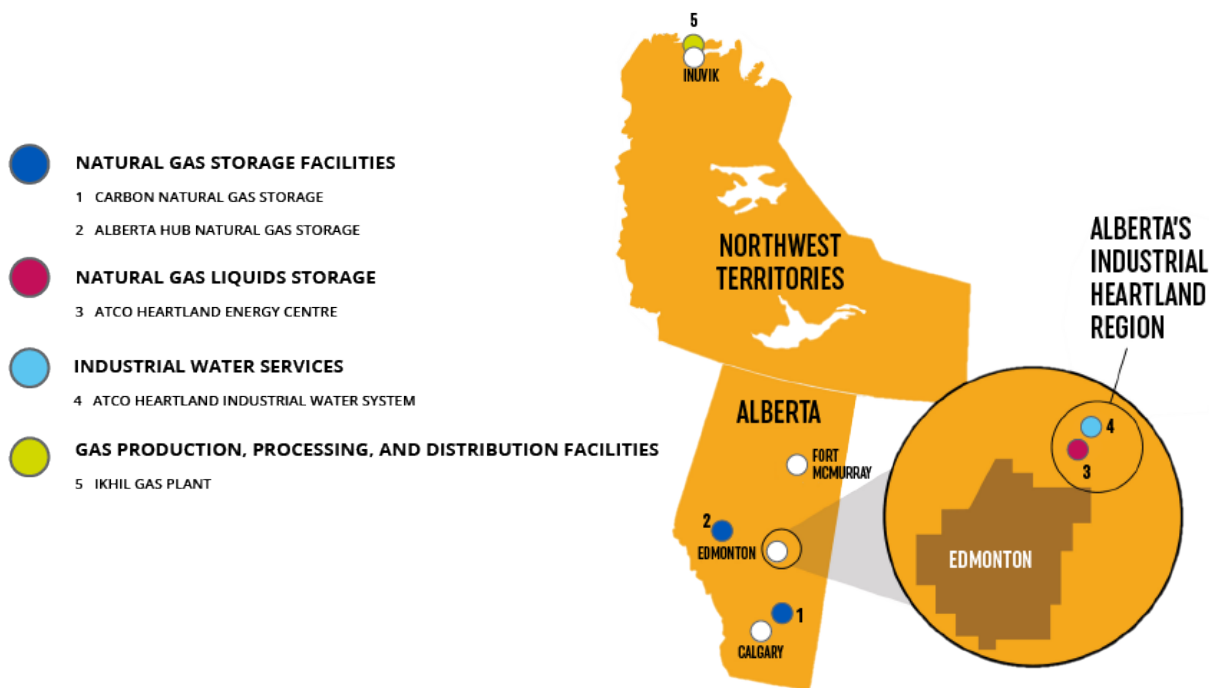 NATURAL GAS STORAGE FACILITIES
1 CARBON NATURAL GAS STORAGE
2 ALBERTA HUB NATURAL GAS STORAGE
NATURAL GAS LIQUIDS STORAGE
3 ATCO HEARTLAND ENERGY CENTRE
INDUSTRIAL WATER SERVICES
4 ATCO HEARTLAND INDUSTRIAL WATER SYSTEM
GAS PRODUCTION, PROCESSING, AND DISTRIBUTION FACILITIES
5 IKHIL GAS PLANT
5
INUVIK
NORTHWEST
TERRITORIES
ALBERTA
FORT
MCMURRAY
2
EDMONTON
1
CALGARY
ALBERTA'S
INDUSTRIAL
HEARTLAND
REGION
4
3
EDMONTON